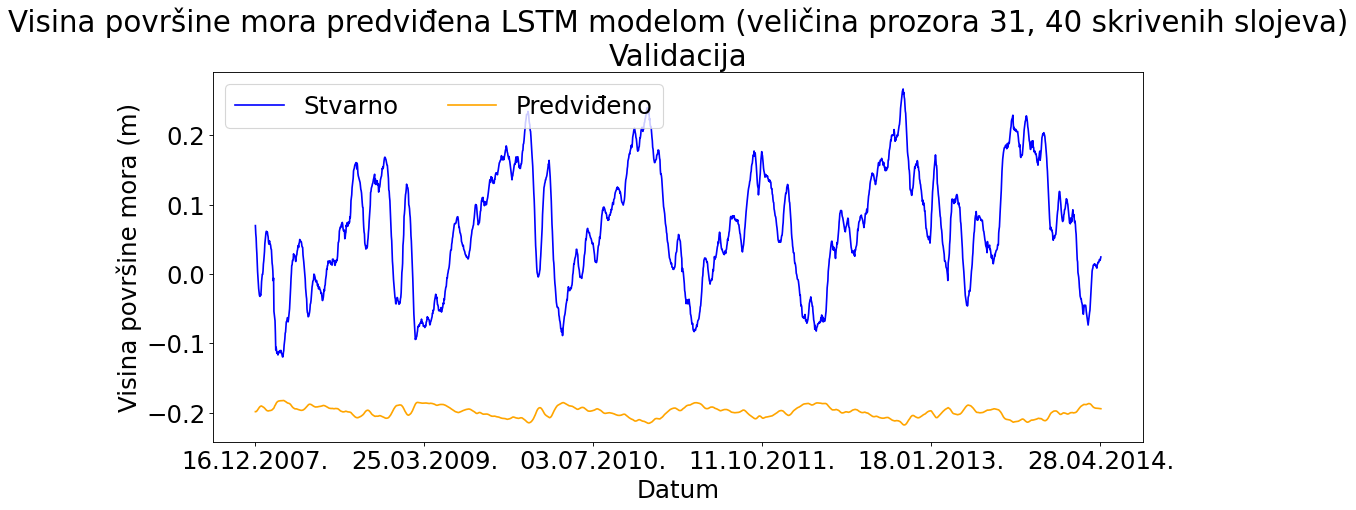 Visina površine mora predviđena LSTM modelom (veličina prozora 31, 40 skrivenih slojeva)
Validacija
Stvarno Predviđeno
Visina površine mora (m)
0.2
0.1
0.0
−0.1
−0.2
16.12.2007. 25.03.2009. 03.07.2010. 11.10.2011. 18.01.2013. 28.04.2014.
Datum